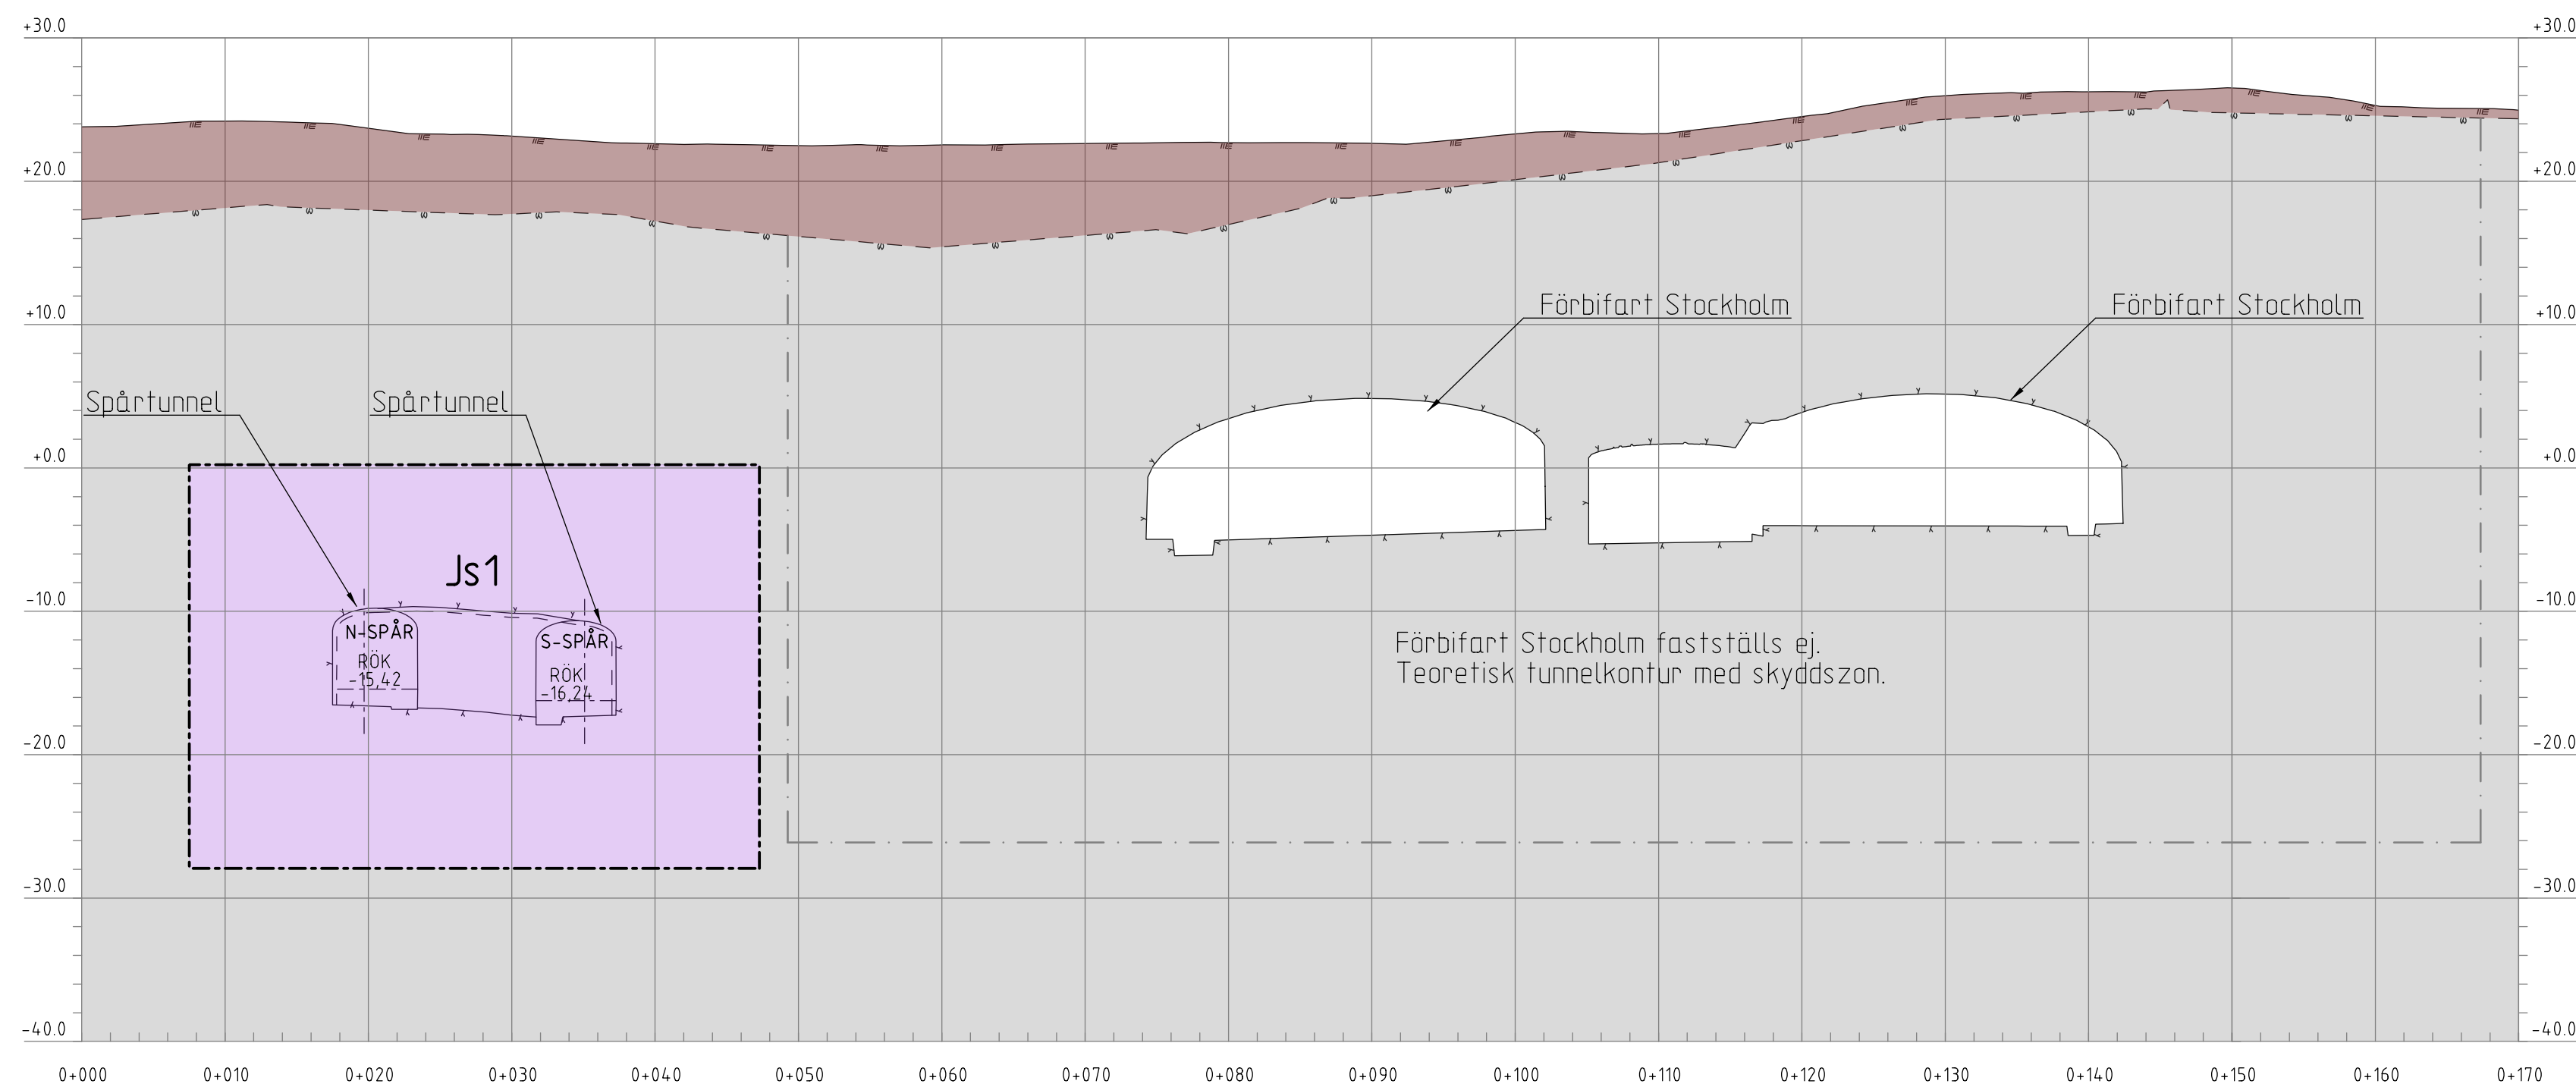 +30.0 +30.0
+20.0 +20.0
+10.0 +10.0
Förbifart Stockholm Förbifart Stockholm
Spårtunnel Spårtunnel
+0.0 +0.0
Js1
-10.0 -10.0
N-SPÅR S-SPÅR
RÖK
-15,42
RÖK
-16,24
Förbifart Stockholm fastställs ej.
Teoretisk tunnelkontur med skyddszon.
-20.0 -20.0
-30.0 -30.0
-40.0 -40.0
0+000 0+010 0+020 0+030 0+040 0+050 0+060 0+070 0+080 0+090 0+100 0+110 0+120 0+130 0+140 0+150 0+160 0+170